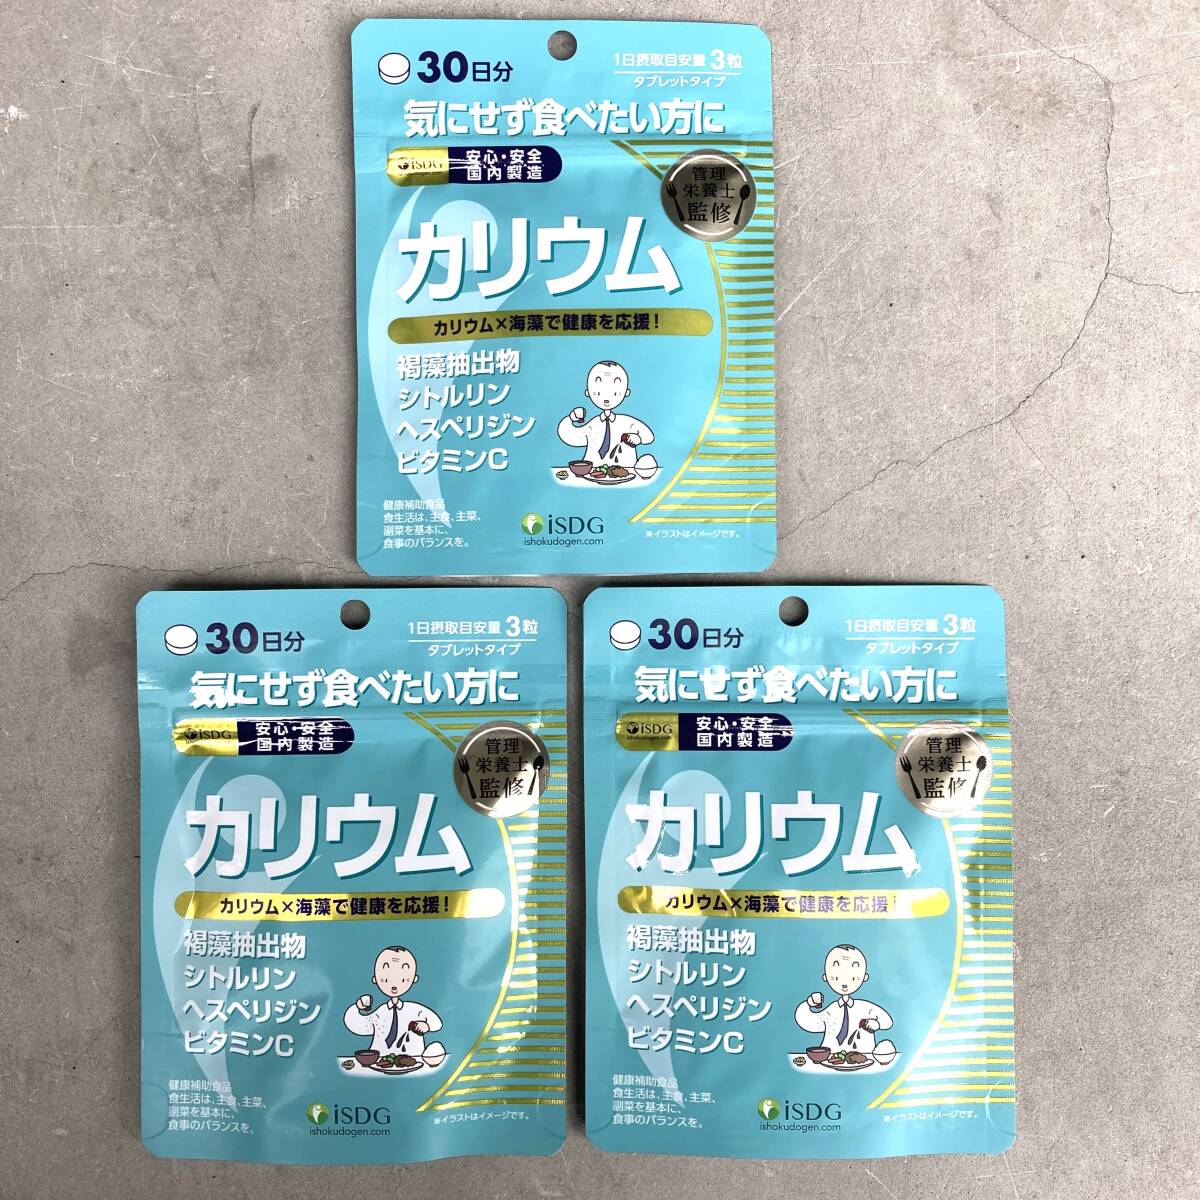 30日分
1日摂取目安量 3粒
タブレットタイプ
気にせず食べたい方に
iSDG
ishokudogen.com
安心・安全
国内製造
管理
栄養士
監修
カリウム
カリウム×海藻で健康を応援!
褐藻抽出物
シトルリン
ヘスペリジン
ビタミンC
健康補助食品
食生活は、主食、主菜、
副菜を基本に、
食事のバランスを。
iSDG
ishokudogen.com
※イラストはイメージです。
30日分
1日摂取目安量 3粒
タブレットタイプ
気にせず食べたい方に
iSDG
ishokudogen.com
安心・安全
国内製造
管理
栄養士
監修
カリウム
カリウム×海藻で健康を応援!
褐藻抽出物
シトルリン
ヘスペリジン
ビタミンC
健康補助食品
食生活は、主食、主菜、
副菜を基本に、
食事のバランスを。
iSDG
ishokudogen.com
※イラストはイメージです。
30日分
1日摂取目安量 3粒
タブレットタイプ
気にせず食べたい方に
iSDG
ishokudogen.com
安心・安全
国内製造
管理
栄養士
監修
カリウム
カリウム×海藻で健康を応援!
褐藻抽出物
シトルリン
ヘスペリジン
ビタミンC
健康補助食品
食生活は、主食、主菜、
副菜を基本に、
食事のバランスを。
iSDG
ishokudogen.com
※イラストはイメージです。